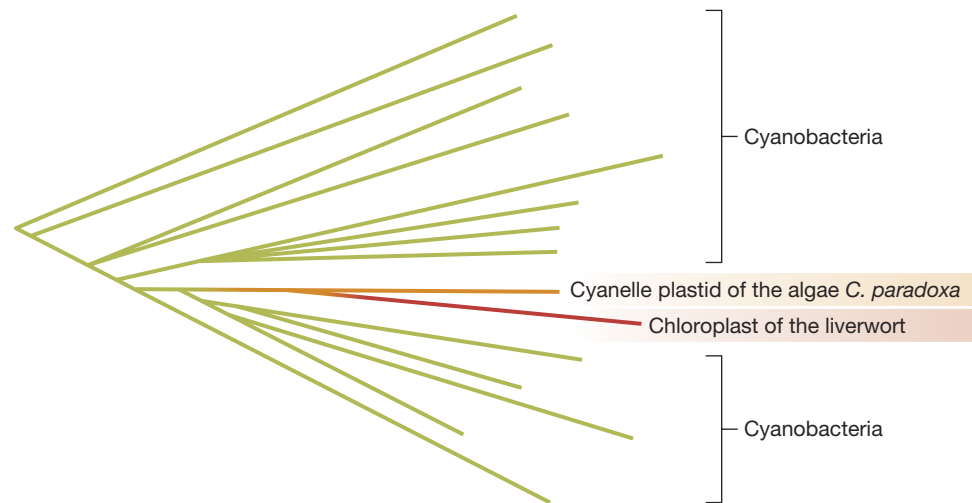 Cyanobacteria
Cyanelle plastid of the algae C. paradoxa
Chloroplast of the liverwort
Cyanobacteria